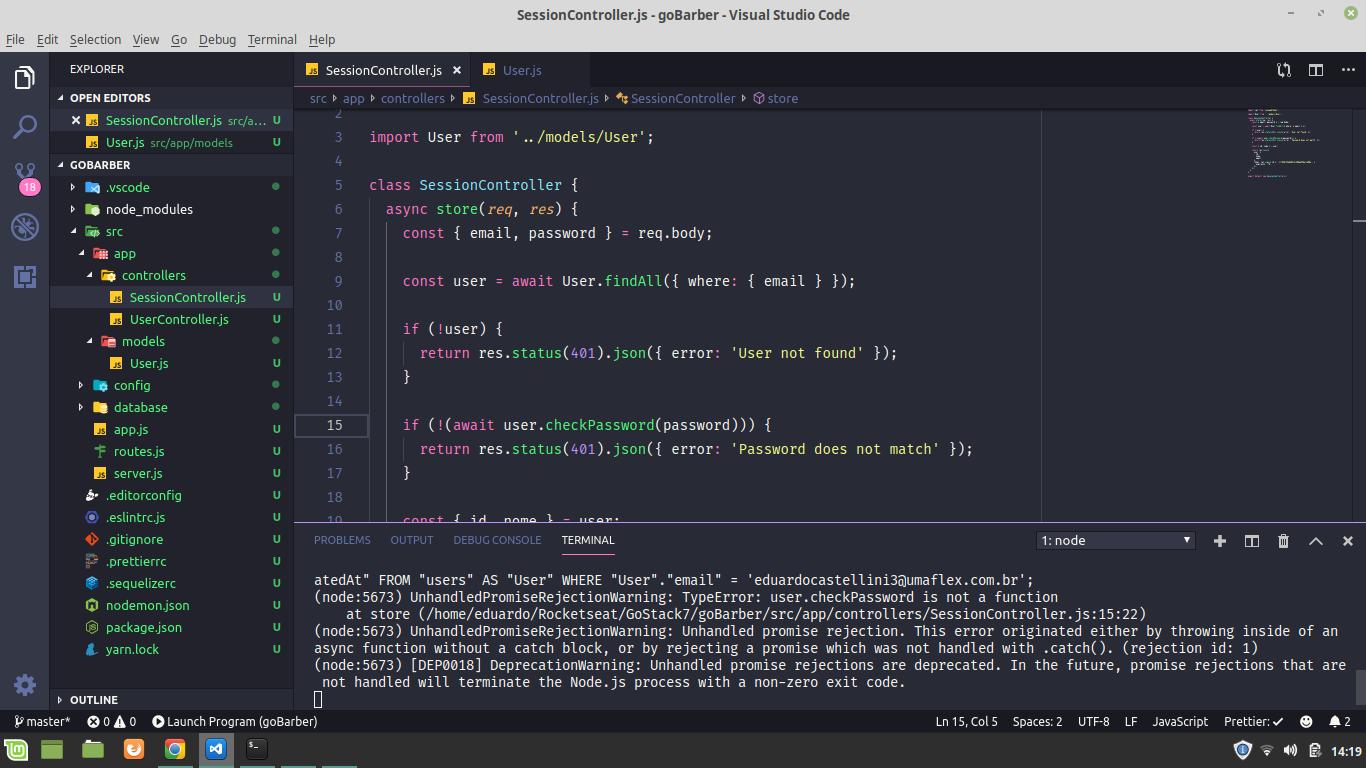 SessionController.js - goBarber - Visual Studio Code
File Edit Selection View Go Debug Terminal Help
EXPLORER
OPEN EDITORS
SessionController.js src/a...
User.js src/app/models
GOBARBER
.vscode
node_modules
src
app
controllers
SessionController.js U
UserController.js U
models
User.js U
config
database
app.js U
routes.js U
server.js U
.editorconfig U
.eslintrc.js U
.gitignore U
.prettierrc U
.sequelizerc U
nodemon.json U
package.json U
yarn.lock U
OUTLINE
18
SessionController.js User.js
src app controllers SessionController.js SessionController store
2
3 import User from '../models/User';
4
5 class SessionController {
6 async store(req, res) {
7 const { email, password } = req.body;
8
9 const user = await User.findAll({ where: { email } });
10
11 if (!user) {
12 return res.status(401).json({ error: 'User not found' });
13 }
14
15 if (!(await user.checkPassword(password))) {
16 return res.status(401).json({ error: 'Password does not match' });
17 }
18
19 const { id, nome } = user;
PROBLEMS OUTPUT DEBUG CONSOLE TERMINAL 1: node
atedAt" FROM "users" AS "User" WHERE "User"."email" = 'eduardocastellini3@umaflex.com.br';
(node:5673) UnhandledPromiseRejectionWarning: TypeError: user.checkPassword is not a function
at store (/home/eduardo/Rocketseat/GoStack7/goBarber/src/app/controllers/SessionController.js:15:22)
(node:5673) UnhandledPromiseRejectionWarning: Unhandled promise rejection. This error originated either by throwing inside of an
async function without a catch block, or by rejecting a promise which was not handled with .catch(). (rejection id: 1)
(node:5673) [DEP0018] DeprecationWarning: Unhandled promise rejections are deprecated. In the future, promise rejections that are
not handled will terminate the Node.js process with a non-zero exit code.
master* 0 0 Launch Program (goBarber) Ln 15, Col 5 Spaces: 2 UTF-8 LF JavaScript Prettier: ✓ 2
14:19